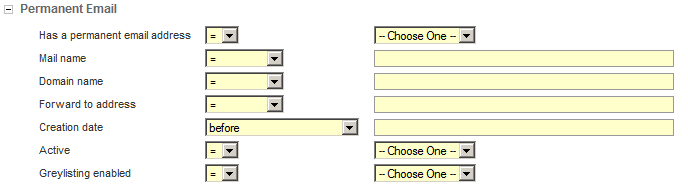 Permanent Email
Has a permanent email address = -- Choose One --
Mail name =
Domain name =
Forward to address =
Creation date before
Active = -- Choose One --
Greylisting enabled = -- Choose One --